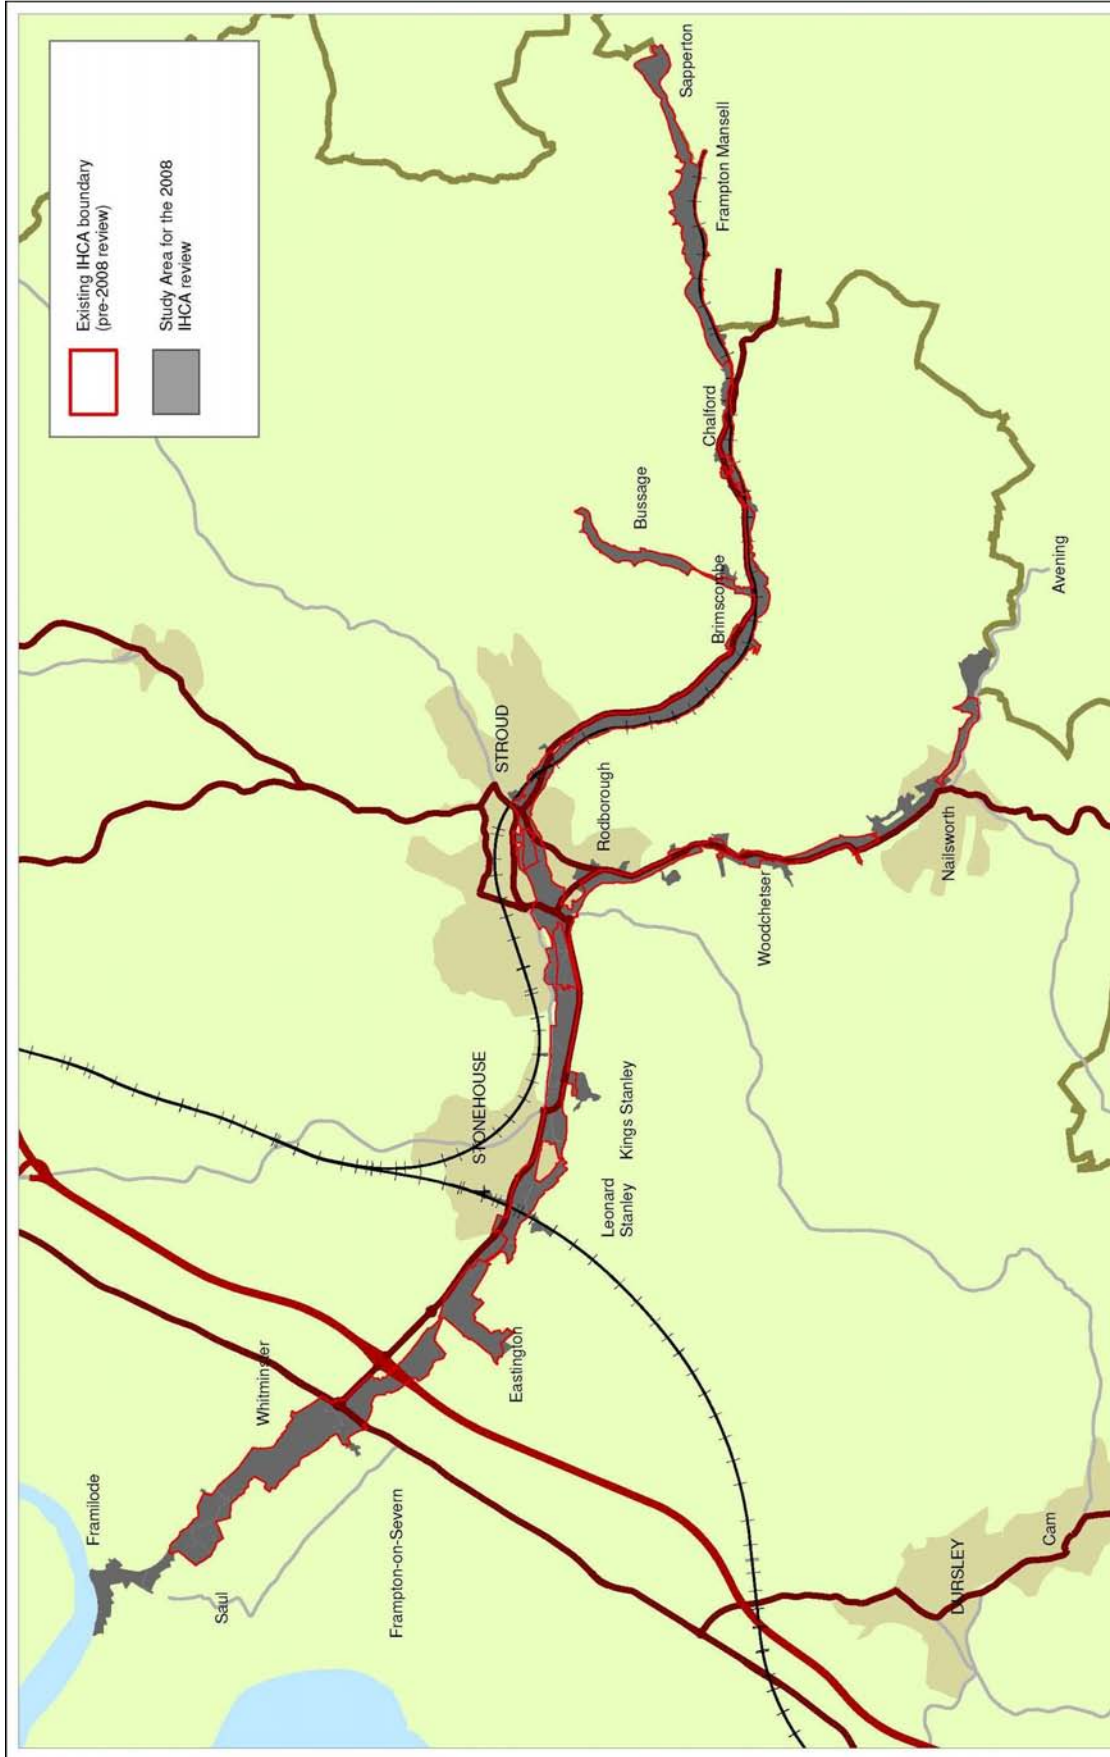 Existing IHCA boundary
(pre-2008 review)
Study Area for the 2008
IHCA review
Framilode
Saul
Whitminster
Frampton-on-Severn
Eastington
STONEHOUSE
Leonard
Stanley
Kings Stanley
STROUD
Rodborough
Woodchetser
Nailsworth
Avening
Brimscombe
Bussage
Chalford
Frampton Mansell
Sapperton
DURSLEY
Cam